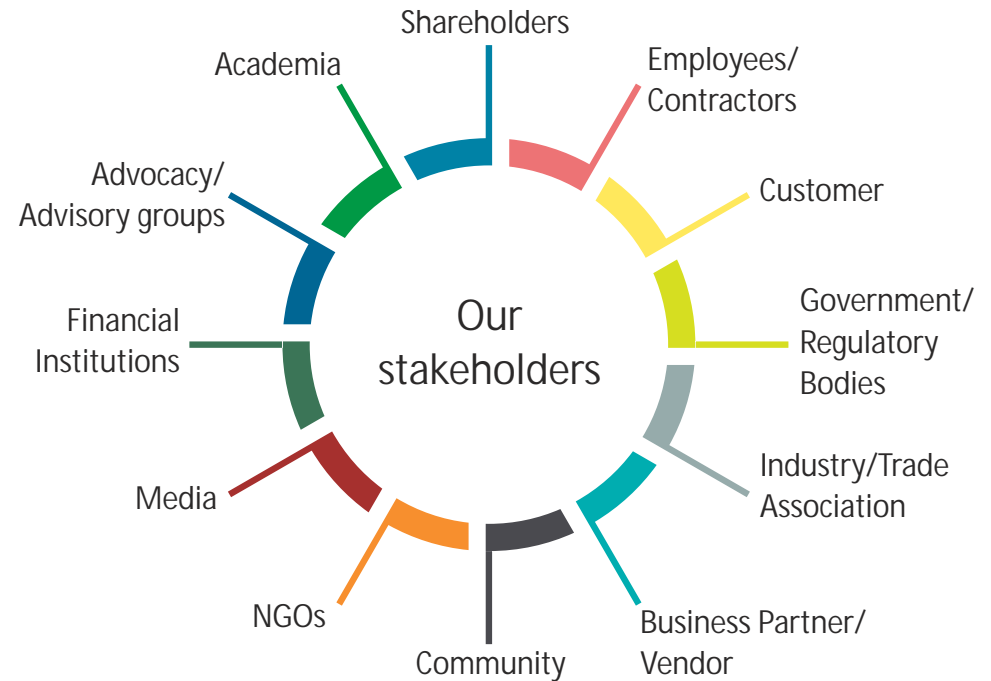 Shareholders
Employees/
Contractors
Customer
Government/
Regulatory
Bodies
Industry/Trade
Association
Business Partner/
Vendor
Community
NGOs
Media
Financial
Institutions
Advocacy/
Advisory groups
Academia
Our
stakeholders